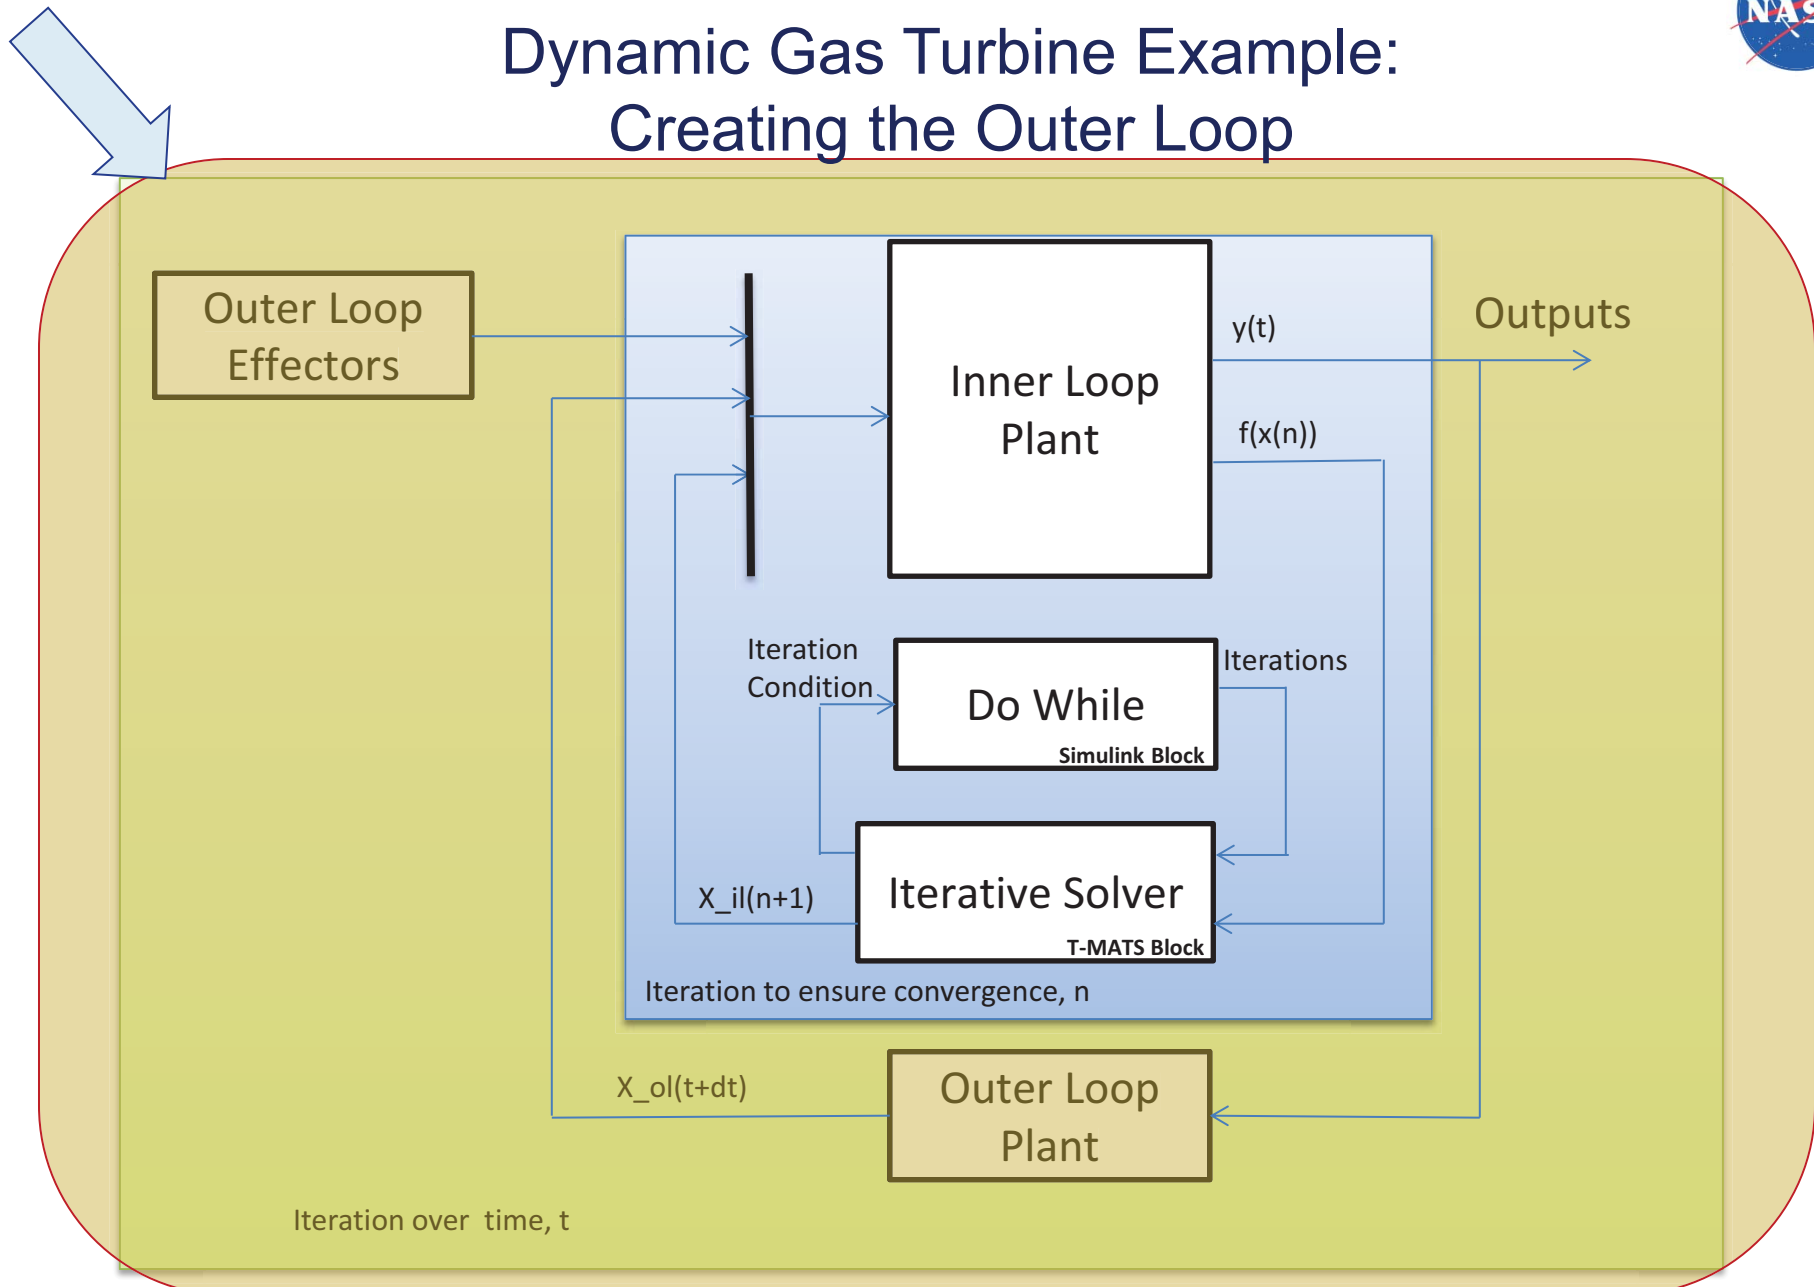 Dynamic Gas Turbine Example:
Creating the Outer Loop
Outer Loop
Effectors
Inner Loop
Plant
y(t)
Outputs
f(x(n))
Iteration
Condition
Do While
Simulink Block
Iterations
Iterative Solver
T-MATS Block
X_il(n+1)
Iteration to ensure convergence, n
X_ol(t+dt)
Outer Loop
Plant
Iteration over time, t